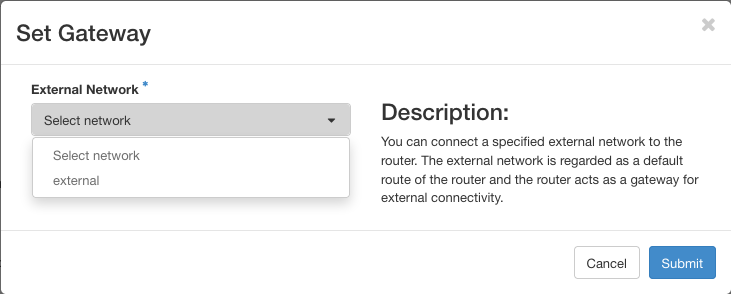 Set Gateway
×
External Network *
Select network
Select network
external
Description:
You can connect a specified external network to the
router. The external network is regarded as a default
route of the router and the router acts as a gateway for
external connectivity.
Cancel
Submit